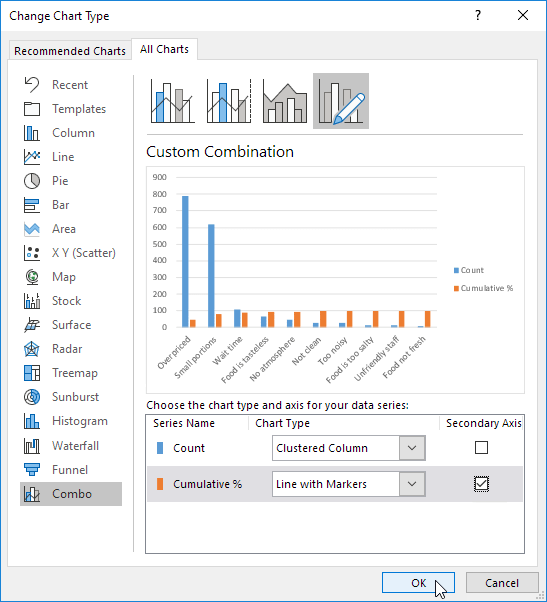 Change Chart Type
?
Recommended Charts
All Charts
Recent
Templates
Column
Line
Pie
Bar
Area
X Y (Scatter)
Map
Stock
Surface
Radar
Treemap
Sunburst
Histogram
Waterfall
Funnel
Combo
Custom Combination
900
800
700
600
500
400
300
200
100
0
Overpriced
Small portions
Wait time
Food is tasteless
No atmosphere
Not clean
Too noisy
Food is too salty
Unfriendly staff
Food not fresh
Count
Cumulative %
Choose the chart type and axis for your data series:
Series Name Chart Type Secondary Axis
Count Clustered Column
Cumulative % Line with Markers
OK Cancel